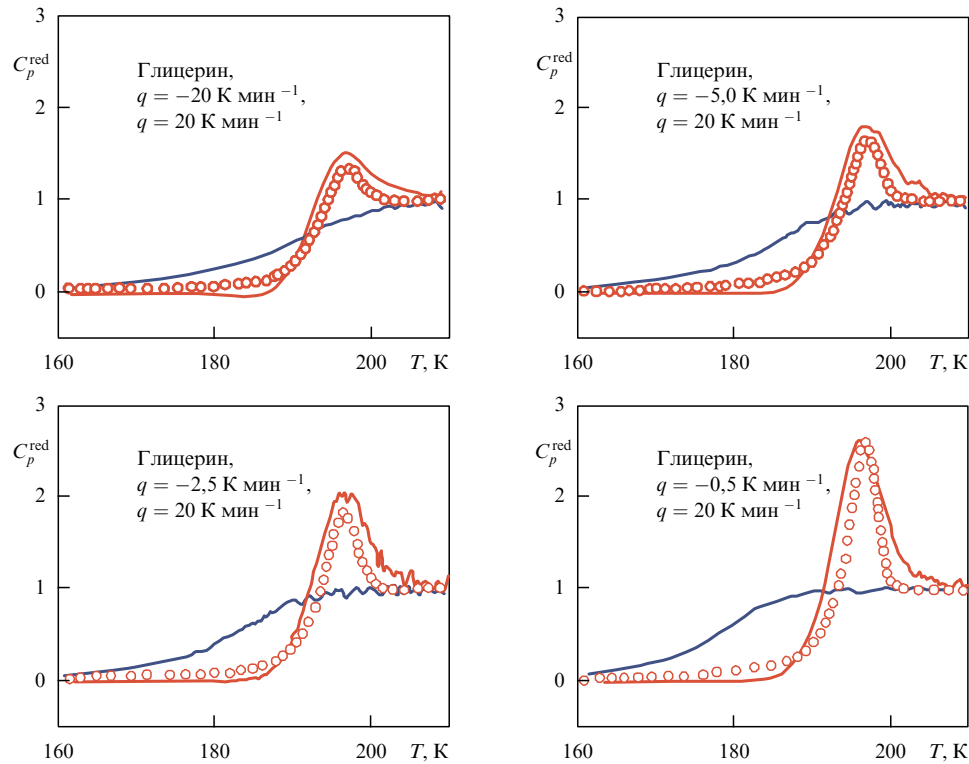 3
C_p^red
2
1
0
Глицерин,
q = −20 К мин −1,
q = 20 К мин −1
160
180
200
T, К
3
C_p^red
2
1
0
Глицерин,
q = −5,0 К мин −1,
q = 20 К мин −1
160
180
200
T, К
3
C_p^red
2
1
0
Глицерин,
q = −2,5 К мин −1,
q = 20 К мин −1
160
180
200
T, К
3
C_p^red
2
1
0
Глицерин,
q = −0,5 К мин −1,
q = 20 К мин −1
160
180
200
T, К